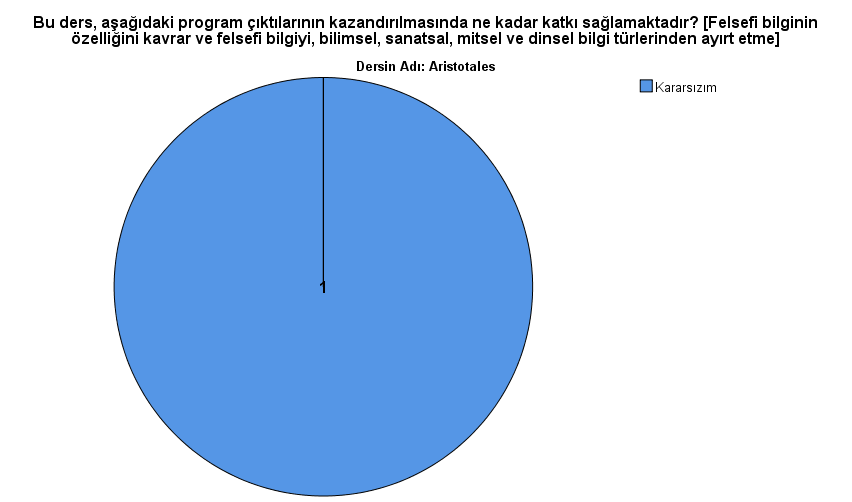 Bu ders, aşağıdaki program çıktılarının kazandırılmasında ne kadar katkı sağlamaktadır? [Felsefi bilginin
özelliğini kavrar ve felsefi bilgiyi, bilimsel, sanatsal, mitsel ve dinsel bilgi türlerinden ayırt etme]
Dersin Adı: Aristotales
Kararsızım
1